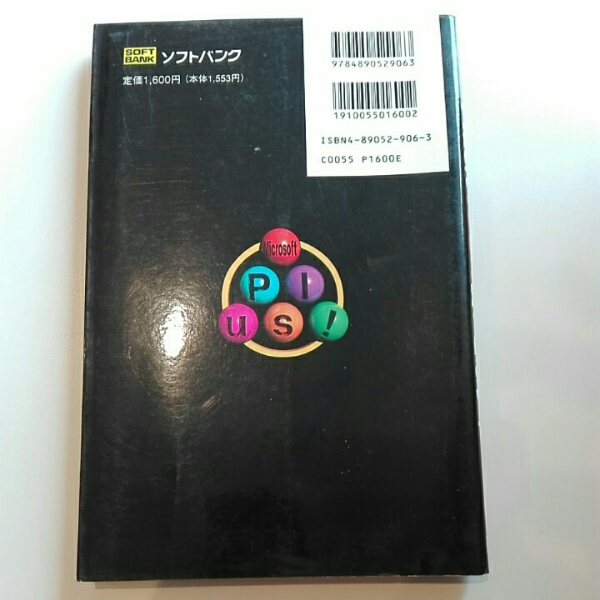 SOFT
BANK
ソフトバンク
定価1,600円(本体1,553円)
9784890529063
1910055016002
ISBN4-89052-906-3
C0055 P1600E
Microsoft
Pl
us!